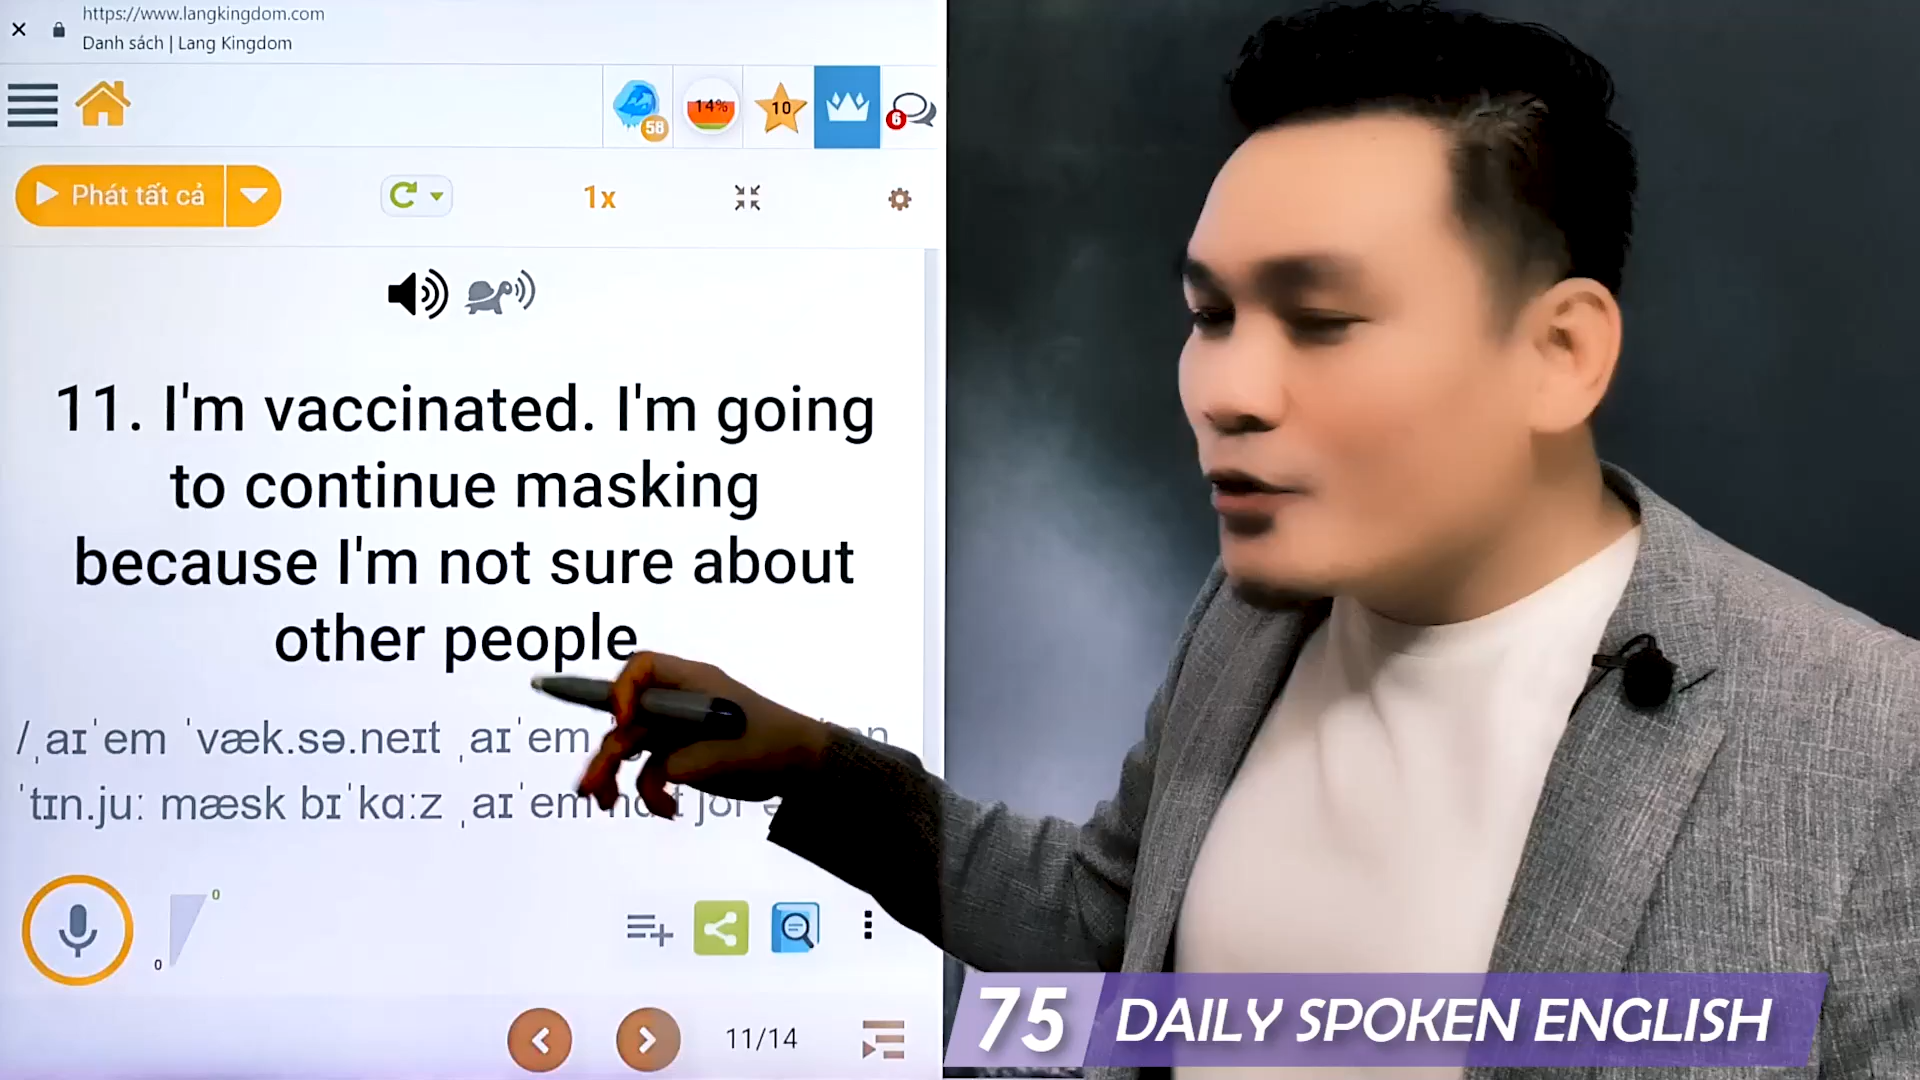 https://www.langkingdom.com
Danh sách | Lang Kingdom
58
14%
10
6
Phát tất cả
1x
11. I'm vaccinated. I'm going
to continue masking
because I'm not sure about
other people
/ˌaɪˈem ˈvæk.sə.neɪt ˌaɪˈem
ˈtɪn.juː mæsk bɪˈkɑːz ˌaɪˈem
0
0
11/14
75 DAILY SPOKEN ENGLISH